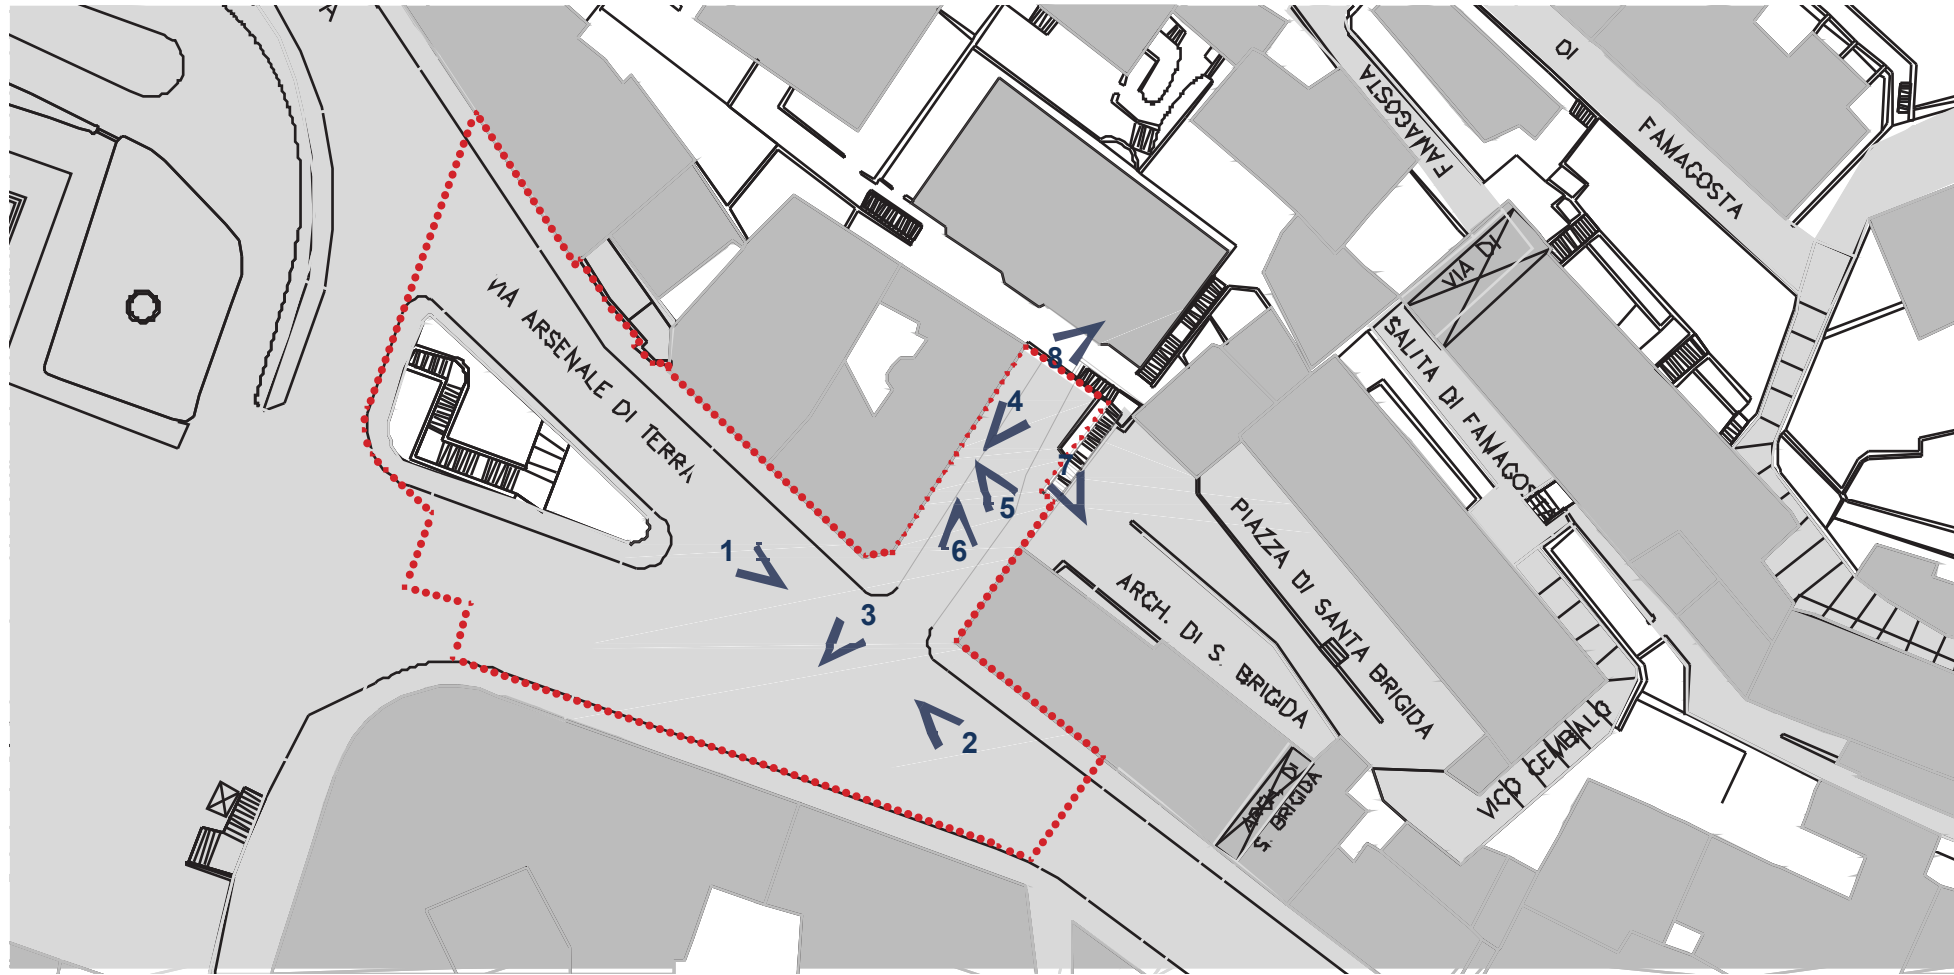 A
DI
FAMAGOSTA
FAMAGOSTA
VIA DI
SALITA DI FAMAGOSTA
VIA ARSENALE DI TERRA
8
4
7
5
6
1
3
2
PIAZZA DI SANTA BRIGIDA
ARCH. DI S. BRIGIDA
VICO CEMBALO
ARCH. DI
S. BRIGIDA